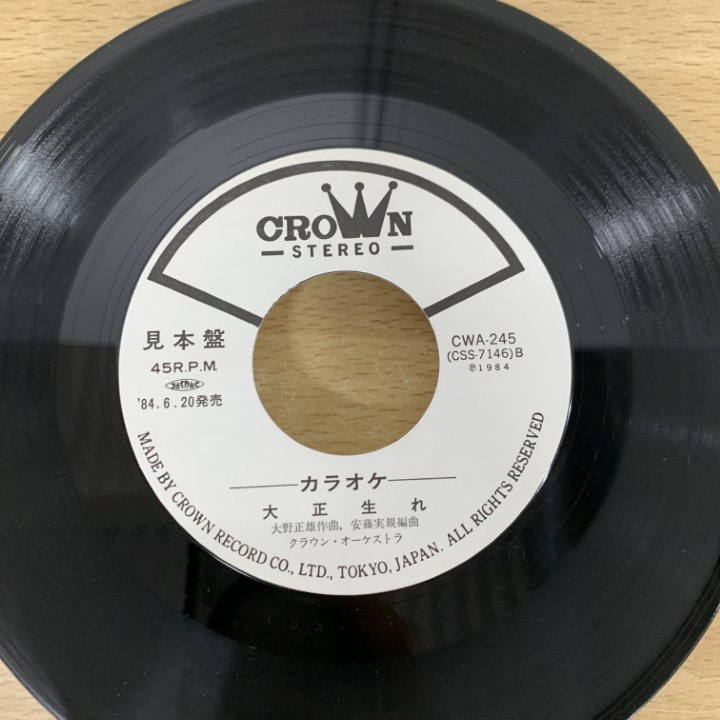 CROWN
STEREO
見本盤
45R.P.M.
JASRAC
'84.6.20発売
CWA-245
(CSS-7146)B
℗1984
カラオケ
大正生れ
大野正雄作曲, 安藤実親編曲
クラウン・オーケストラ
MADE BY CROWN RECORD CO., LTD., TOKYO, JAPAN. ALL RIGHTS RESERVED